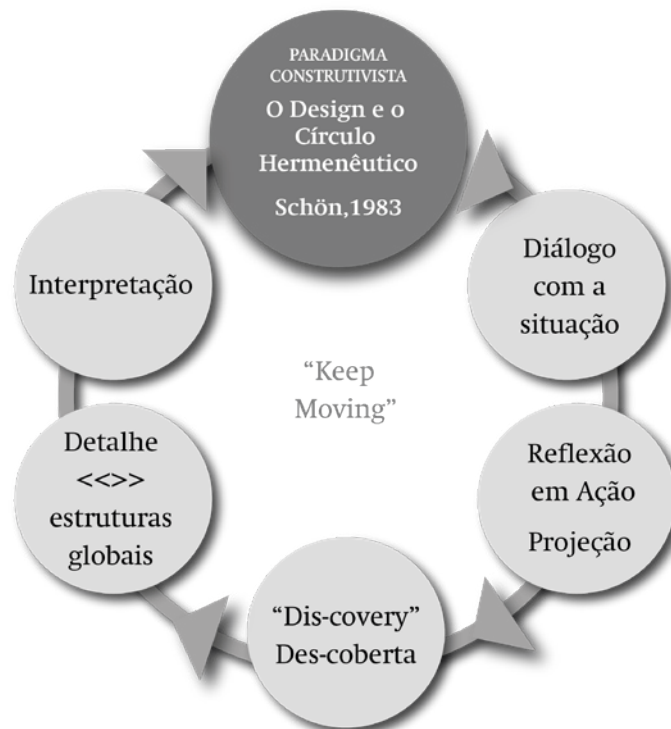 PARADIGMA
CONSTRUTIVISTA
O Design e o
Círculo
Hermenêutico
Schön,1983
Diálogo
com a
situação
Reflexão
em Ação
Projeção
“Dis-covery”
Des-coberta
Detalhe
<<>>
estruturas
globais
Interpretação
“Keep
Moving”